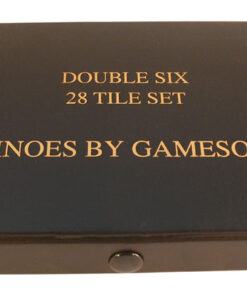 DOUBLE SIX
28 TILE SET
INOES BY GAMESO